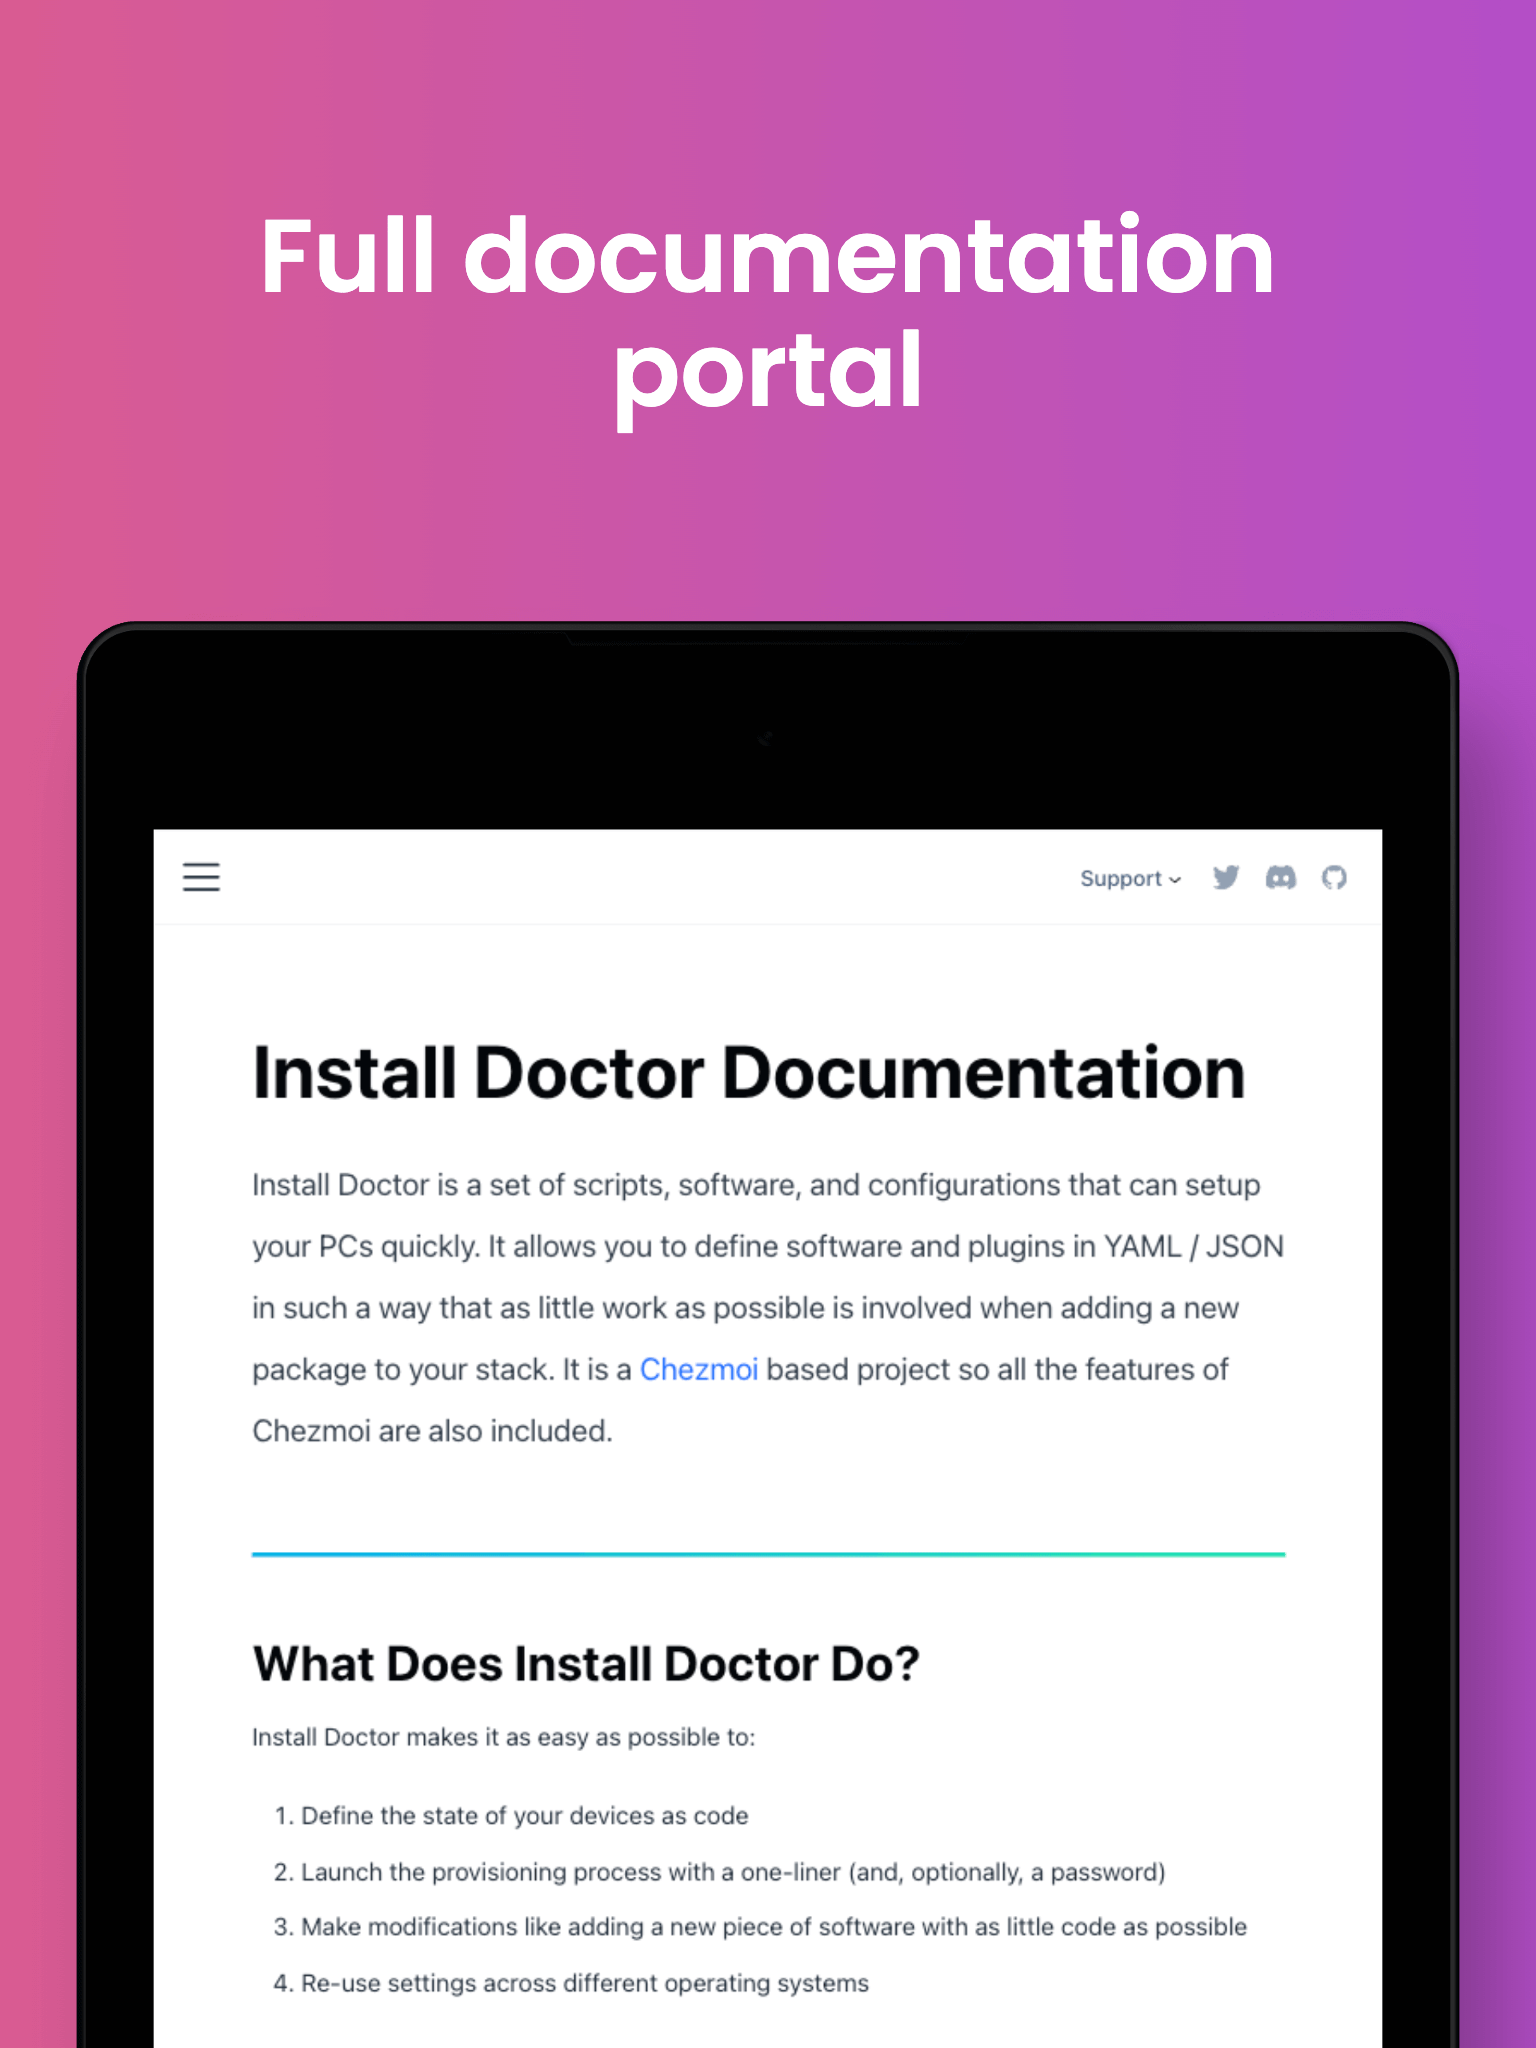 Full documentation
portal
Support
Install Doctor Documentation
Install Doctor is a set of scripts, software, and configurations that can setup
your PCs quickly. It allows you to define software and plugins in YAML / JSON
in such a way that as little work as possible is involved when adding a new
package to your stack. It is a Chezmoi based project so all the features of
Chezmoi are also included.
What Does Install Doctor Do?
Install Doctor makes it as easy as possible to:
1. Define the state of your devices as code
2. Launch the provisioning process with a one-liner (and, optionally, a password)
3. Make modifications like adding a new piece of software with as little code as possible
4. Re-use settings across different operating systems